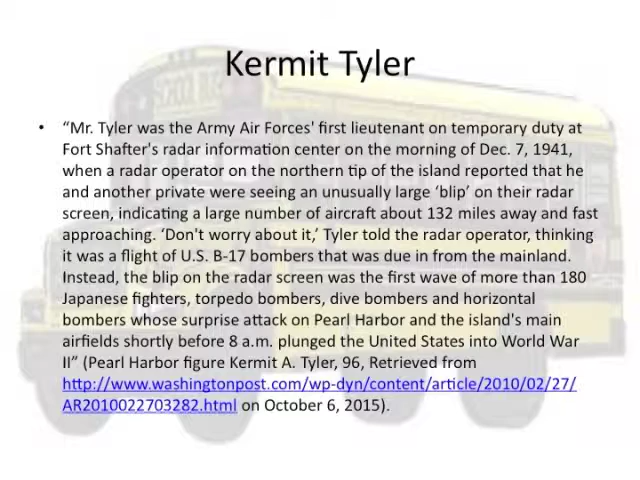 Kermit Tyler
• “Mr. Tyler was the Army Air Forces' first lieutenant on temporary duty at
Fort Shafter's radar information center on the morning of Dec. 7, 1941,
when a radar operator on the northern tip of the island reported that he
and another private were seeing an unusually large ‘blip’ on their radar
screen, indicating a large number of aircraft about 132 miles away and fast
approaching. ‘Don't worry about it,’ Tyler told the radar operator, thinking
it was a flight of U.S. B-17 bombers that was due in from the mainland.
Instead, the blip on the radar screen was the first wave of more than 180
Japanese fighters, torpedo bombers, dive bombers and horizontal
bombers whose surprise attack on Pearl Harbor and the island's main
airfields shortly before 8 a.m. plunged the United States into World War
II” (Pearl Harbor figure Kermit A. Tyler, 96, Retrieved from
http://www.washingtonpost.com/wp-dyn/content/article/2010/02/27/
AR2010022703282.html on October 6, 2015).